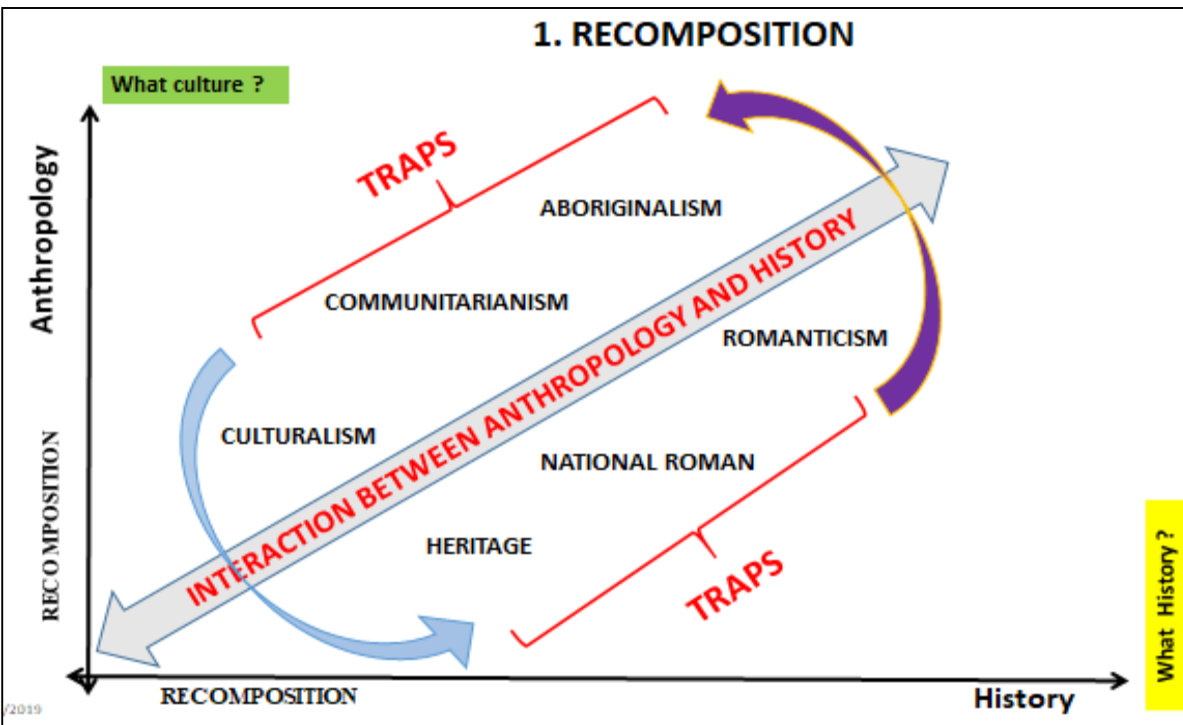 1. RECOMPOSITION
What culture ?
TRAPS
Anthropology
ABORIGINALISM
COMMUNITARIANISM
INTERACTION BETWEEN ANTHROPOLOGY AND HISTORY
ROMANTICISM
CULTURALISM
NATIONAL ROMAN
RECOMPOSITION
HERITAGE
TRAPS
What History ?
RECOMPOSITION
History
/2019